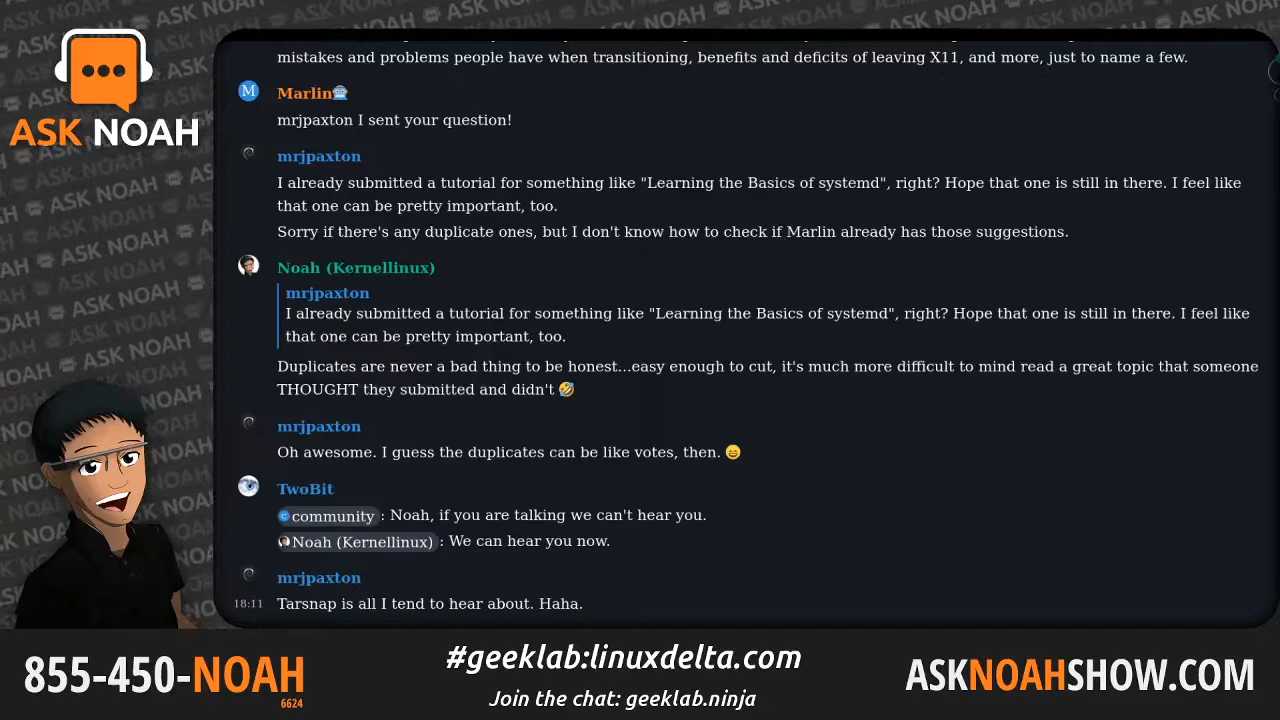 ASK NOAH
mistakes and problems people have when transitioning, benefits and deficits of leaving X11, and more, just to name a few.
M
Marlin🤖
mrjpaxton I sent your question!
mrjpaxton
I already submitted a tutorial for something like "Learning the Basics of systemd", right? Hope that one is still in there. I feel like
that one can be pretty important, too.
Sorry if there's any duplicate ones, but I don't know how to check if Marlin already has those suggestions.
Noah (Kernellinux)
mrjpaxton
I already submitted a tutorial for something like "Learning the Basics of systemd", right? Hope that one is still in there. I feel like
that one can be pretty important, too.
Duplicates are never a bad thing to be honest...easy enough to cut, it's much more difficult to mind read a great topic that someone
THOUGHT they submitted and didn't 🤣
mrjpaxton
Oh awesome. I guess the duplicates can be like votes, then. 😄
TwoBit
C community : Noah, if you are talking we can't hear you.
Noah (Kernellinux) : We can hear you now.
mrjpaxton
18:11 Tarsnap is all I tend to hear about. Haha.
855-450-NOAH
6624
#geeklab:linuxdelta.com
Join the chat: geeklab.ninja
ASKNOAHSHOW.COM